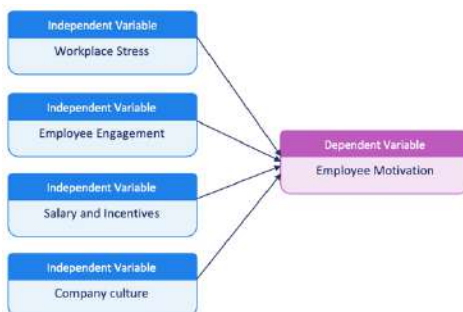 Independent Variable
Workplace Stress
Independent Variable
Employee Engagement
Dependent Variable
Employee Motivation
Independent Variable
Salary and Incentives
Independent Variable
Company culture